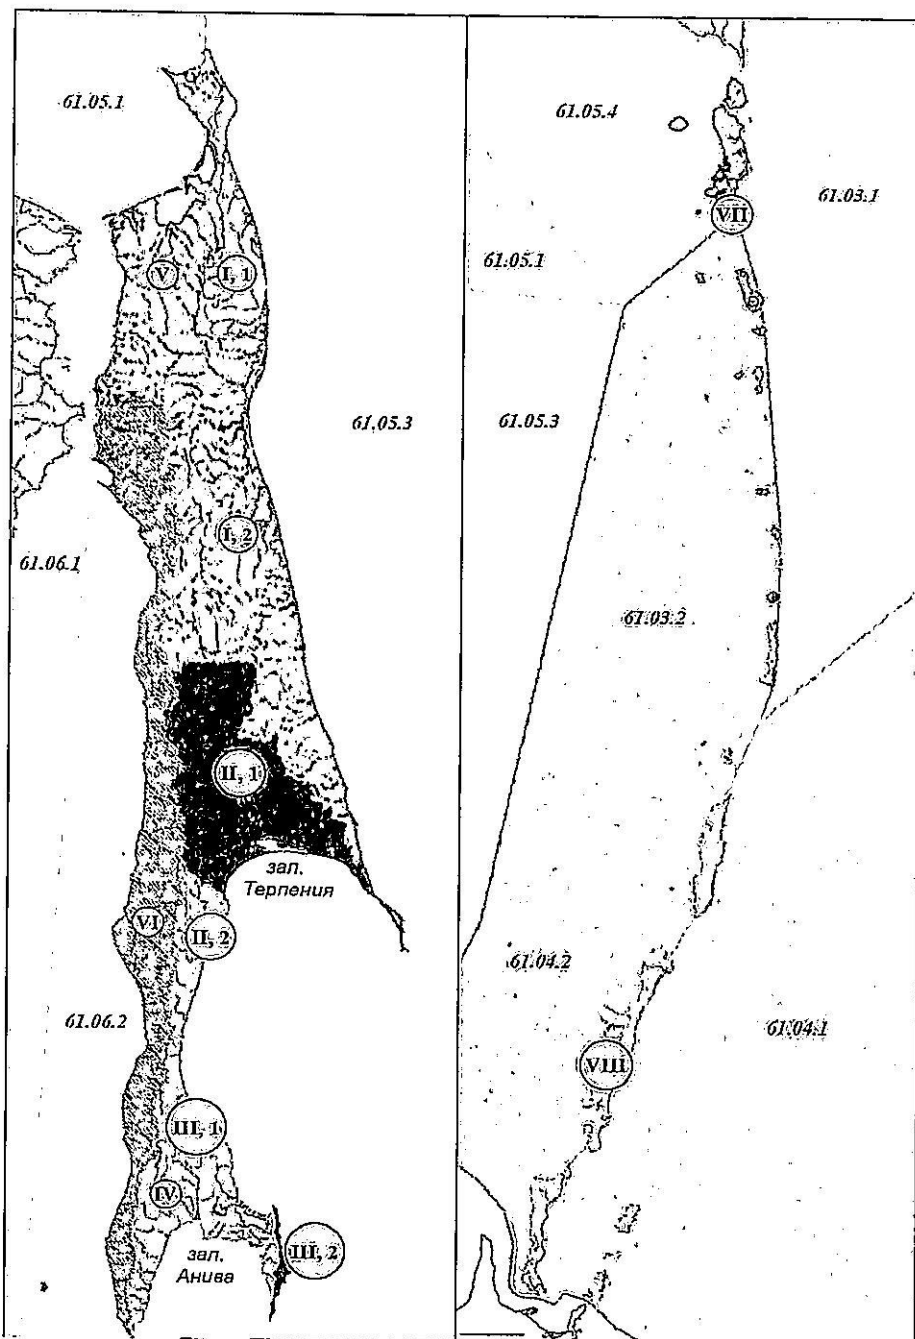 61.05.1
V
I, 1
61.05.3
I, 2
61.06.1
II, 1
зал.
Терпения
VI
II, 2
61.06.2
III, 1
IV
III, 2
зал.
Анива
61.05.4
61.03.1
VII
61.05.1
61.05.3
61.03.2
61.04.2
61.04.1
VIII